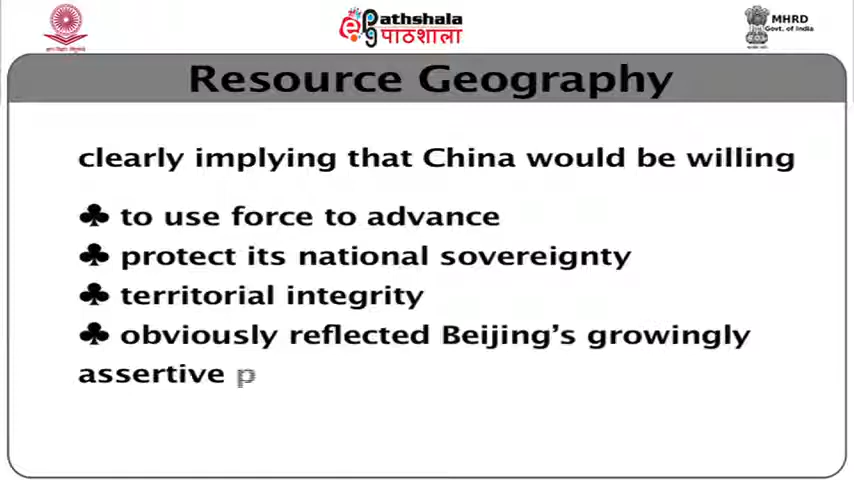 ePathshala
पाठशाला
MHRD
Govt. of India
Resource Geography
clearly implying that China would be willing
♣ to use force to advance
♣ protect its national sovereignty
♣ territorial integrity
♣ obviously reflected Beijing's growingly
assertive p